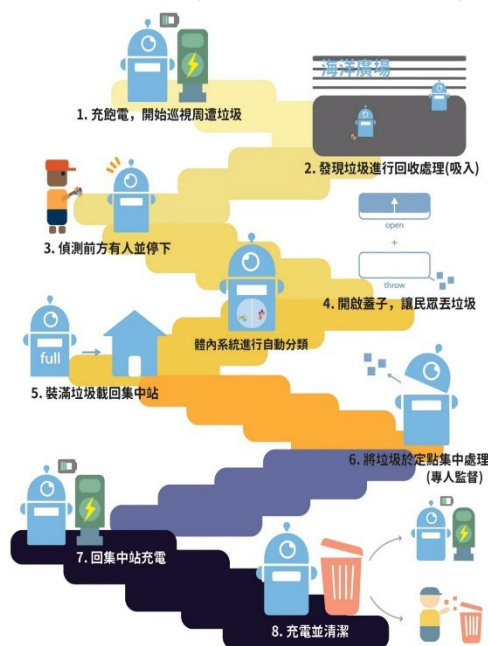 1. 充飽電，開始巡視周遭垃圾
海洋廣場
2. 發現垃圾進行回收處理(吸入)
3. 偵測前方有人並停下
open
+
throw
4. 開啟蓋子，讓民眾丟垃圾
體內系統進行自動分類
full
5. 裝滿垃圾載回集中站
6. 將垃圾於定點集中處理
(專人監督)
7. 回集中站充電
8. 充電並清潔